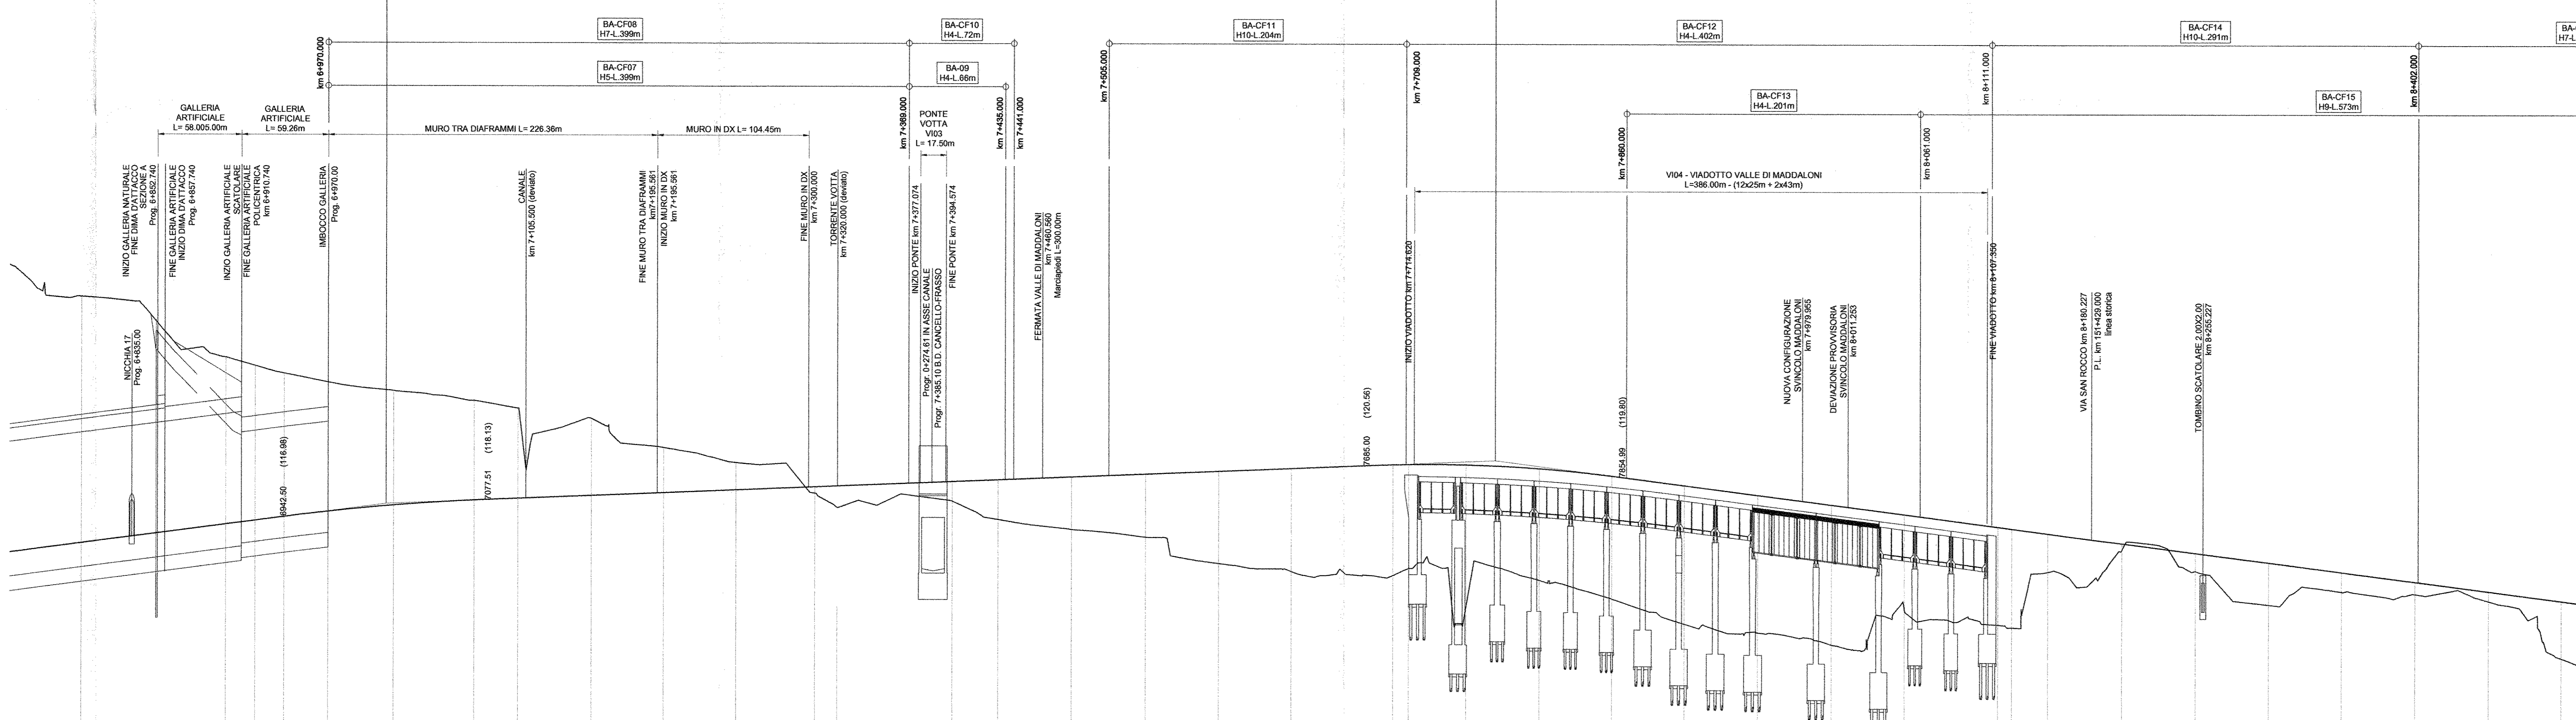 BA-CF08
H7-L.399m
BA-CF10
H4-L.72m
BA-CF11
H10-L.204m
BA-CF12
H4-L.402m
BA-CF14
H10-L.291m
BA-CF07
H5-L.399m
BA-09
H4-L.66m
BA-CF13
H4-L.201m
BA-CF15
H9-L.573m
km 6+970.000
km 7+369.000
km 7+435.000
km 7+441.000
km 7+505.000
km 7+709.000
km 7+860.000
km 8+061.000
km 8+111.000
km 8+402.000
GALLERIA
ARTIFICIALE
L= 58.005.00m
GALLERIA
ARTIFICIALE
L= 59.26m
MURO TRA DIAFRAMMI L= 226.36m
MURO IN DX L= 104.45m
PONTE
VOTTA
VI03
L= 17.50m
VI04 - VIADOTTO VALLE DI MADDALONI
L=386.00m - (12x25m + 2x43m)
INIZIO GALLERIA NATURALE
FINE DIMA D'ATTACCO
SEZIONE A
Prog. 6+852.740
FINE GALLERIA ARTIFICIALE
INIZIO DIMA D'ATTACCO
Prog. 6+857.740
INZIO GALLERIA ARTIFICIALE
SCATOLARE
FINE GALLERIA ARTIFICIALE
POLICENTRICA
km 6+910.740
IMBOCCO GALLERIA
Prog. 6+970.00
CANALE
km 7+105.500 (deviato)
FINE MURO TRA DIAFRAMMI
km7+195.561
INIZIO MURO IN DX
km 7+195.561
FINE MURO IN DX
km 7+300.000
TORRENTE VOTTA
km 7+320.000 (deviato)
INIZIO PONTE km 7+377.074
Progr. 0+274.61 IN ASSE CANALE
Progr. 7+385.10 B.D. CANCELLO-FRASSO
FINE PONTE km 7+394.574
FERMATA VALLE DI MADDALONI
km 7+460.560
Marciapiedi L=300.00m
INIZIO VIADOTTO km 7+714.620
NUOVA CONFIGURAZIONE
SVINCOLO MADDALONI
km 7+979.955
DEVIAZIONE PROVVISORIA
SVINCOLO MADDALONI
km 8+011.253
FINE VIADOTTO km 8+107.350
VIA SAN ROCCO km 8+180.227
P.L. km 151+429.000
linea storica
TOMBINO SCATOLARE 2.00X2.00
km 8+255.227
NICCHIA 17
Prog. 6+835.00
6942.50 (116.98)
7077.51 (118.13)
7685.00 (120.56)
7854.99 (119.80)